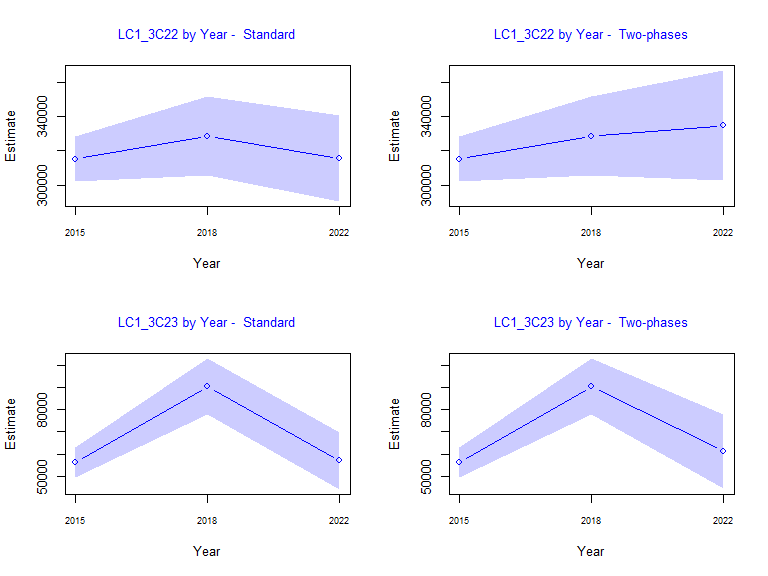 LC1_3C22 by Year -  Standard
Estimate
340000
300000
2015
2018
2022
Year
LC1_3C22 by Year -  Two-phases
Estimate
340000
300000
2015
2018
2022
Year
LC1_3C23 by Year -  Standard
Estimate
80000
50000
2015
2018
2022
Year
LC1_3C23 by Year -  Two-phases
Estimate
80000
50000
2015
2018
2022
Year